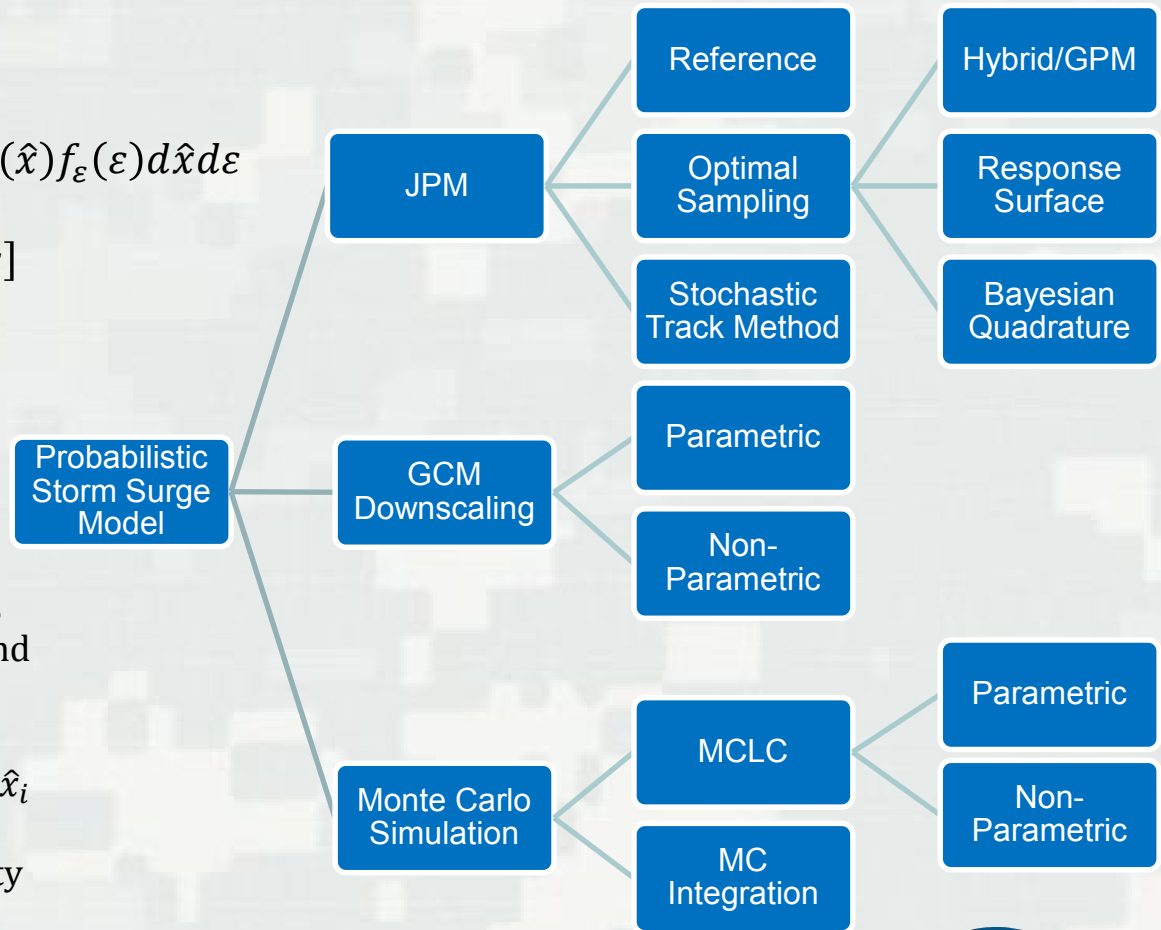 (x̂)f_ε(ε)dx̂dε
]
nd
x̂_i
ty
Probabilistic
Storm Surge
Model
JPM
Reference
Optimal
Sampling
Hybrid/GPM
Response
Surface
Bayesian
Quadrature
Stochastic
Track Method
GCM
Downscaling
Parametric
Non-
Parametric
Monte Carlo
Simulation
MCLC
Parametric
Non-
Parametric
MC
Integration